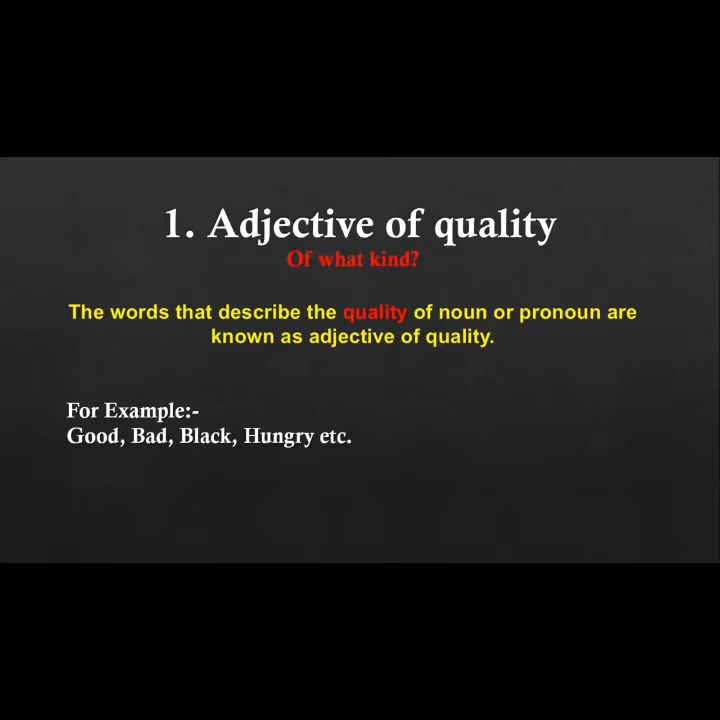 1. Adjective of quality
Of what kind?
The words that describe the quality of noun or pronoun are
known as adjective of quality.
For Example:-
Good, Bad, Black, Hungry etc.